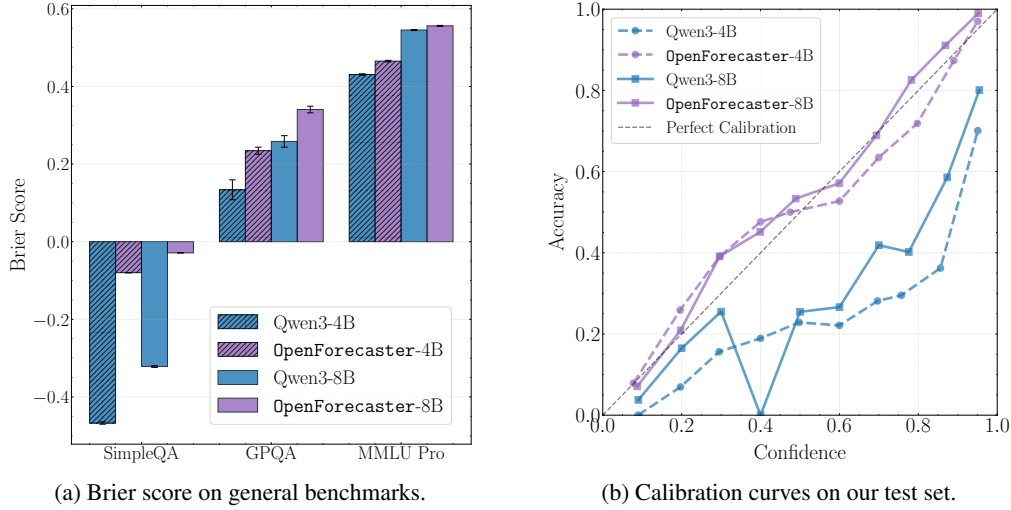 0.6
0.4
0.2
0.0
−0.2
−0.4
Brier Score
Qwen3-4B
OpenForecaster-4B
Qwen3-8B
OpenForecaster-8B
SimpleQA
GPQA
MMLU Pro
(a) Brier score on general benchmarks.
1.0
0.8
0.6
0.4
0.2
0.0
Accuracy
Qwen3-4B
OpenForecaster-4B
Qwen3-8B
OpenForecaster-8B
Perfect Calibration
0.0
0.2
0.4
0.6
0.8
1.0
Confidence
(b) Calibration curves on our test set.